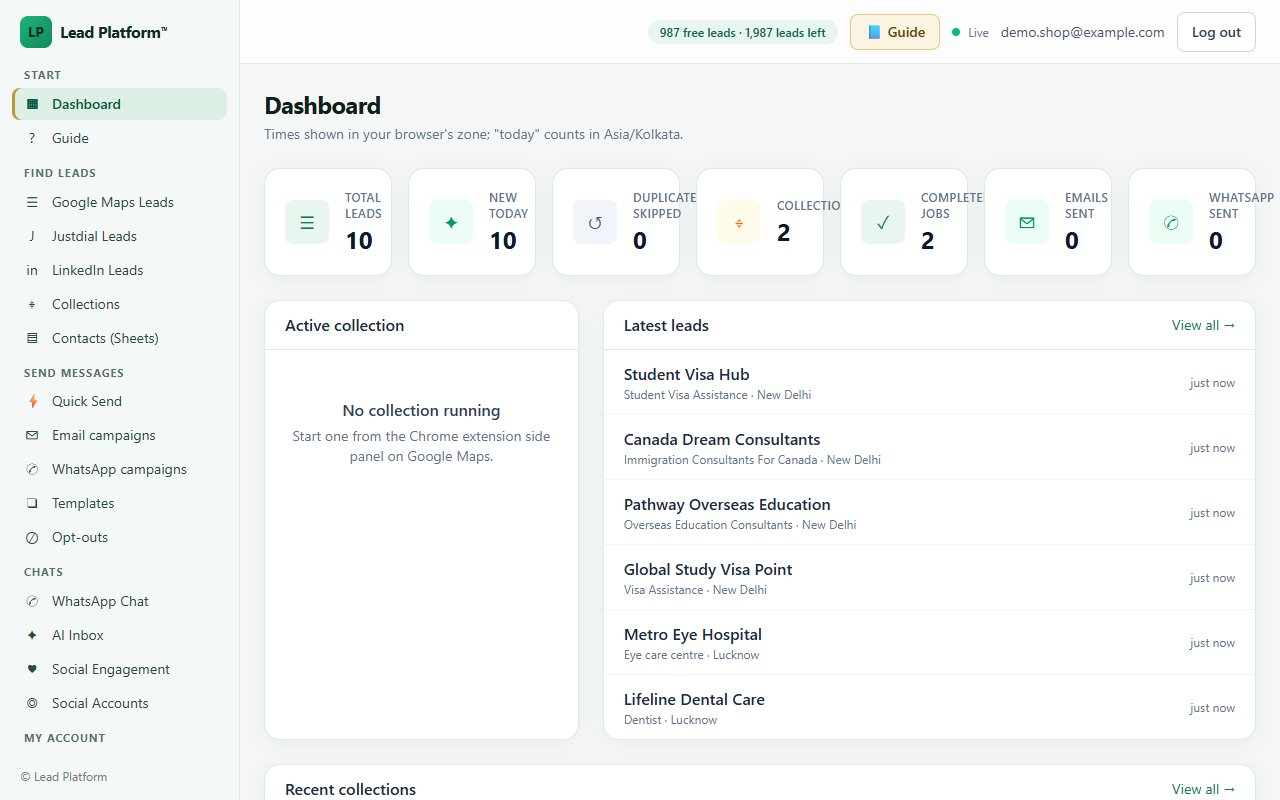 LP Lead Platform™
987 free leads · 1,987 leads left
📘 Guide
Live
demo.shop@example.com
Log out
START
Dashboard
? Guide
FIND LEADS
Google Maps Leads
J Justdial Leads
in LinkedIn Leads
Collections
Contacts (Sheets)
SEND MESSAGES
Quick Send
Email campaigns
WhatsApp campaigns
Templates
Opt-outs
CHATS
WhatsApp Chat
AI Inbox
Social Engagement
Social Accounts
MY ACCOUNT
© Lead Platform
Dashboard
Times shown in your browser's zone; "today" counts in Asia/Kolkata.
TOTAL
LEADS
10
NEW
TODAY
10
DUPLICATE
SKIPPED
0
COLLECTIO
2
COMPLETE
JOBS
2
EMAILS
SENT
0
WHATSAPP
SENT
0
Active collection
No collection running
Start one from the Chrome extension side
panel on Google Maps.
Latest leads
View all →
Student Visa Hub
Student Visa Assistance · New Delhi
just now
Canada Dream Consultants
Immigration Consultants For Canada · New Delhi
just now
Pathway Overseas Education
Overseas Education Consultants · New Delhi
just now
Global Study Visa Point
Visa Assistance · New Delhi
just now
Metro Eye Hospital
Eye care centre · Lucknow
just now
Lifeline Dental Care
Dentist · Lucknow
just now
Recent collections
View all →